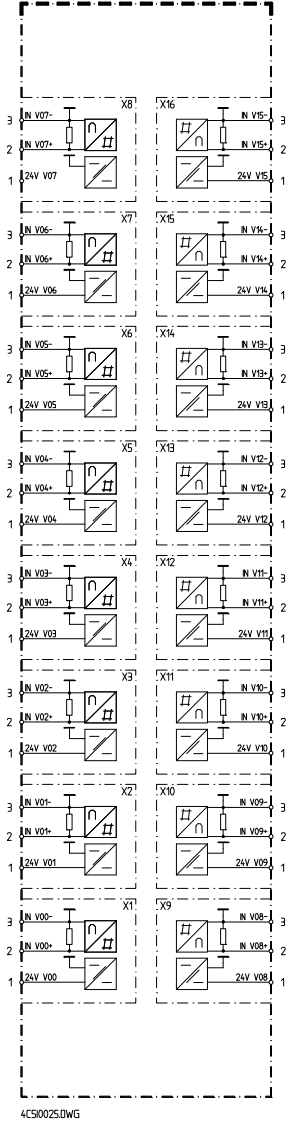 X8 X16
3 IN V07- IN V15- 3
2 IN V07+ IN V15+ 2
1 24V V07 24V V15 1
X7 X15
3 IN V06- IN V14- 3
2 IN V06+ IN V14+ 2
1 24V V06 24V V14 1
X6 X14
3 IN V05- IN V13- 3
2 IN V05+ IN V13+ 2
1 24V V05 24V V13 1
X5 X13
3 IN V04- IN V12- 3
2 IN V04+ IN V12+ 2
1 24V V04 24V V12 1
X4 X12
3 IN V03- IN V11- 3
2 IN V03+ IN V11+ 2
1 24V V03 24V V11 1
X3 X11
3 IN V02- IN V10- 3
2 IN V02+ IN V10+ 2
1 24V V02 24V V10 1
X2 X10
3 IN V01- IN V09- 3
2 IN V01+ IN V09+ 2
1 24V V01 24V V09 1
X1 X9
3 IN V00- IN V08- 3
2 IN V00+ IN V08+ 2
1 24V V00 24V V08 1
4CSI0025.DWG